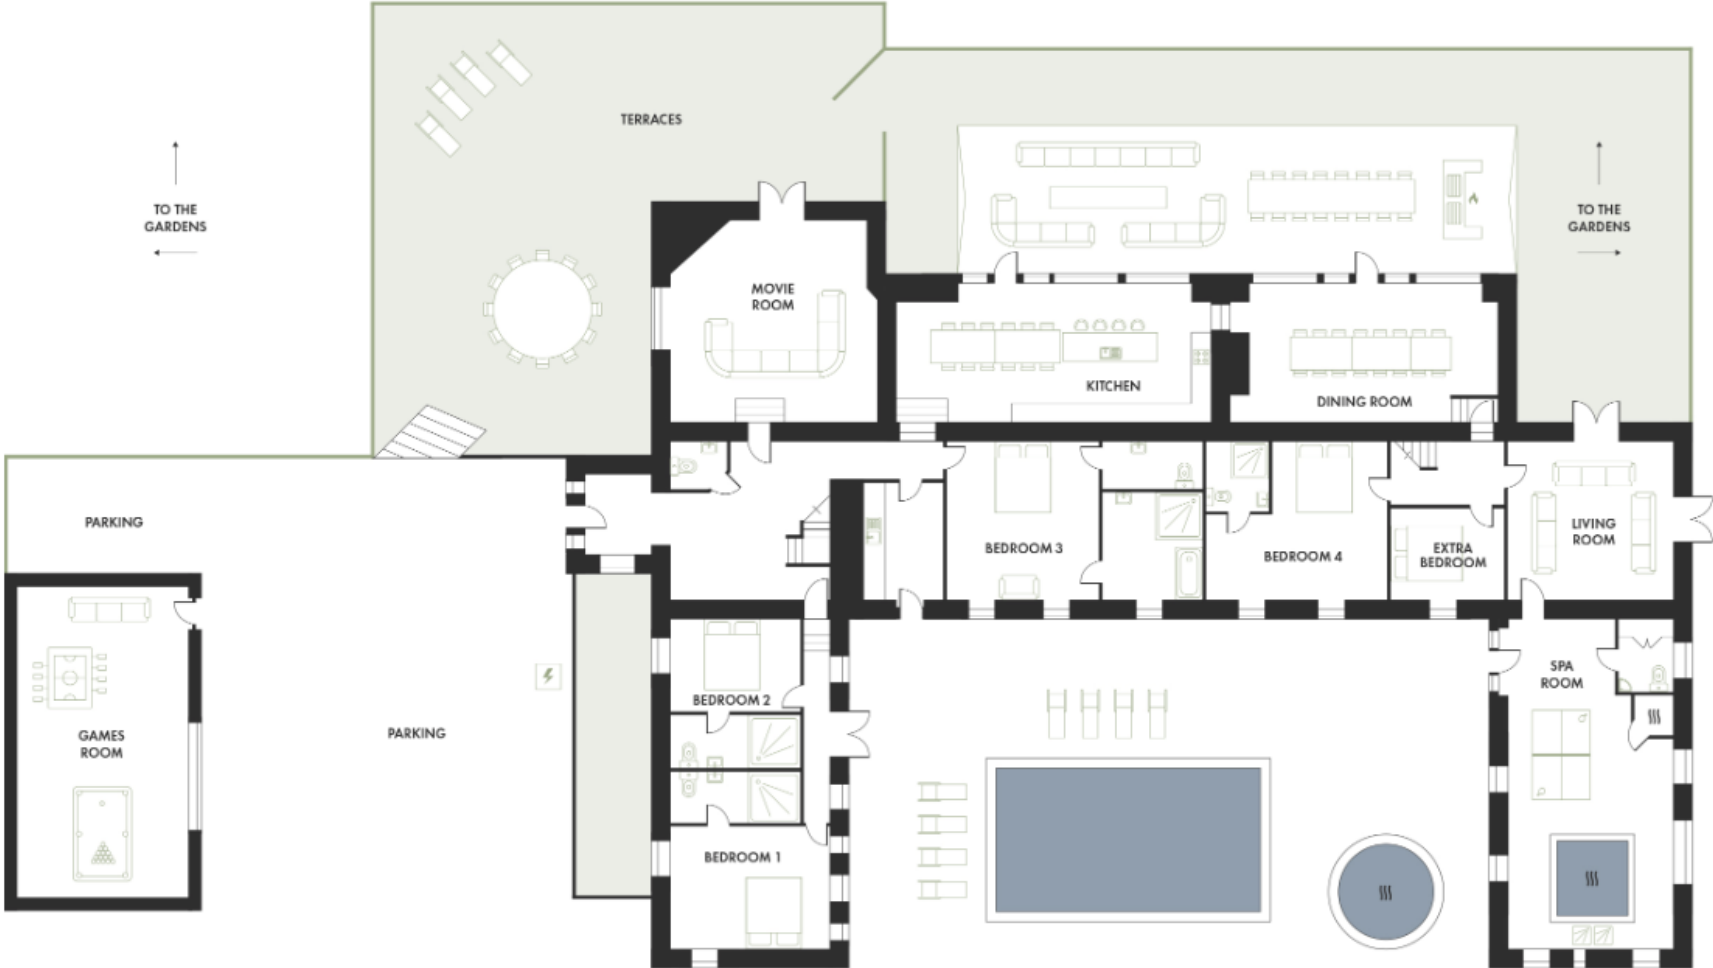 TERRACES
TO THE
GARDENS
TO THE
GARDENS
MOVIE
ROOM
KITCHEN
DINING ROOM
PARKING
BEDROOM 3
BEDROOM 4
EXTRA
BEDROOM
LIVING
ROOM
SPA
ROOM
BEDROOM 2
GAMES
ROOM
PARKING
BEDROOM 1